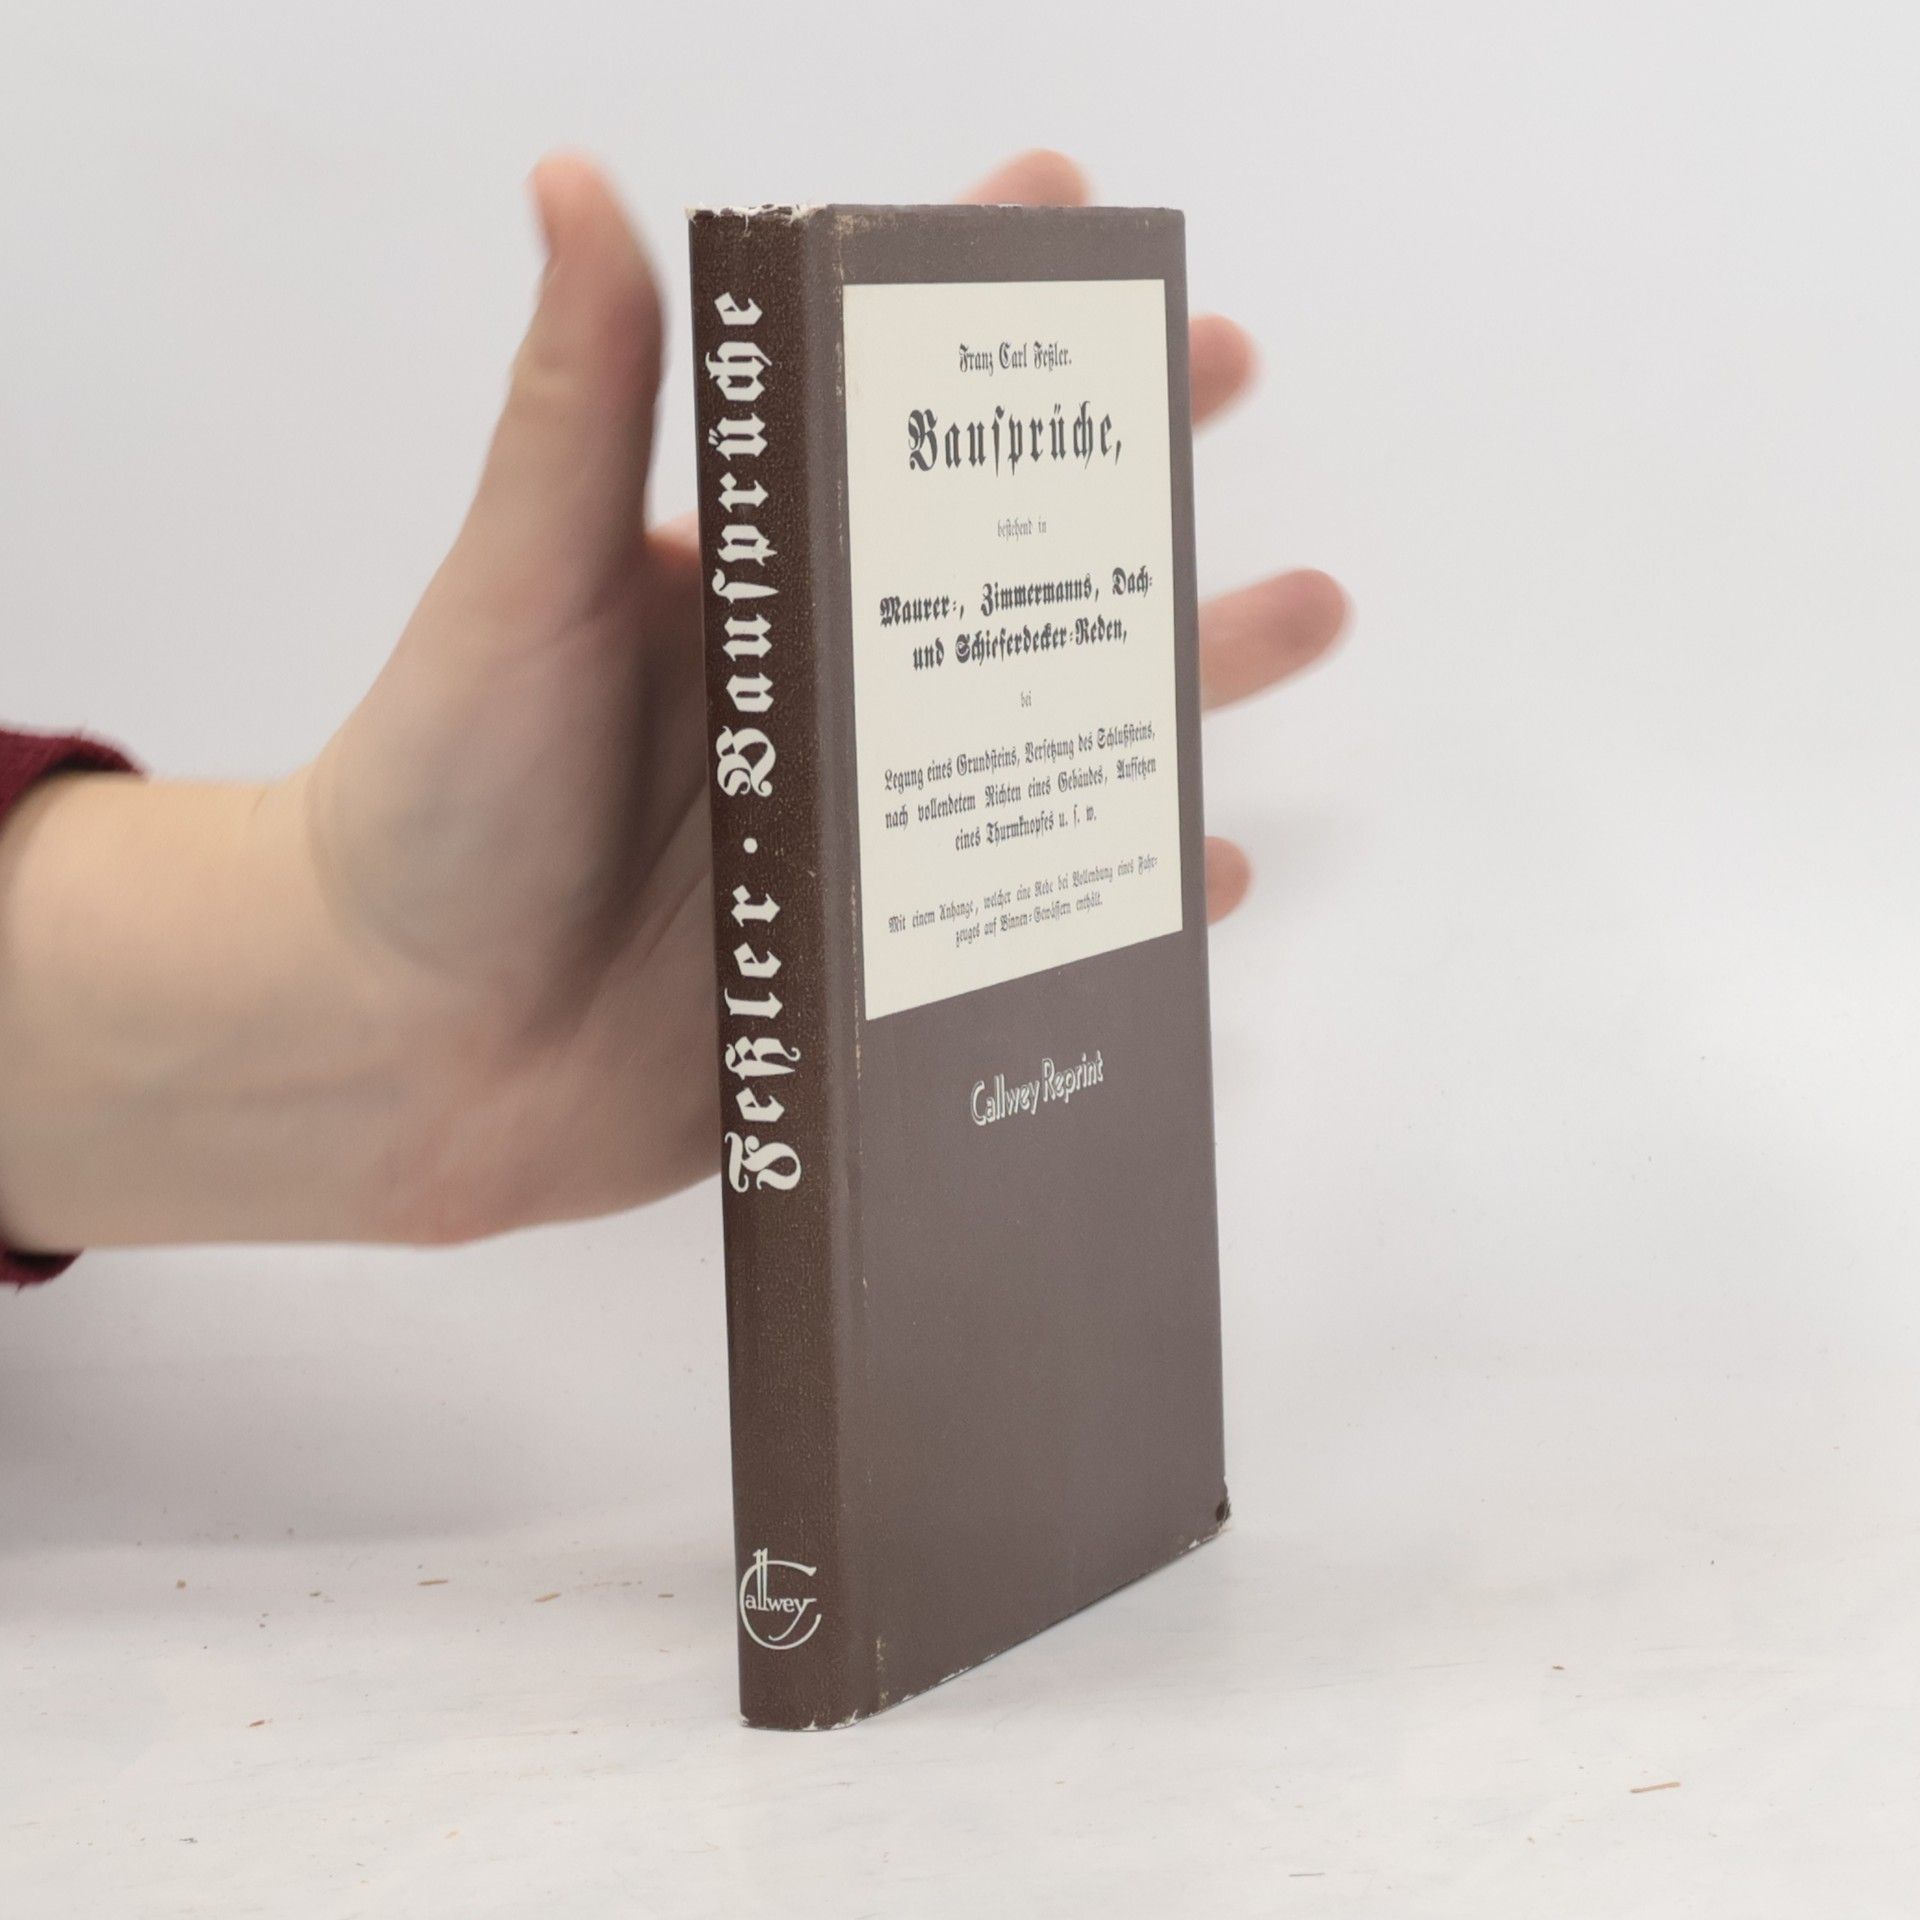 Feßler · Bauſprüche
Callwey
Franz Carl Feßler.
Bauſprüche,
beſtehend in
Maurer=, Zimmermanns, Dach=
und Schieferdecker=Reden,
bei
Legung eines Grundſteins, Verſetzung des Schlußſteins,
nach vollendetem Richten eines Gebäudes, Aufſetzen
eines Thurmknopfes u. ſ. w.
Mit einem Anhange, welcher eine Rede bei Vollendung eines Fahr=
zeuges auf Binnen=Gewäſſern enthält.
Callwey Reprint